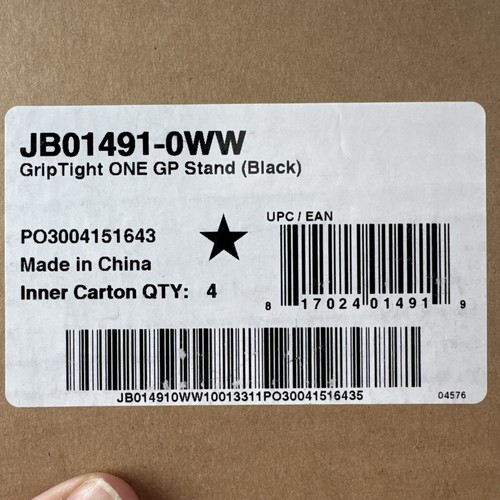 JB01491-0WW
GripTight ONE GP Stand (Black)
UPC / EAN
PO3004151643
Made in China
Inner Carton QTY: 4
8 17024 01491 9
JB014910WW10013311PO30041516435
04576